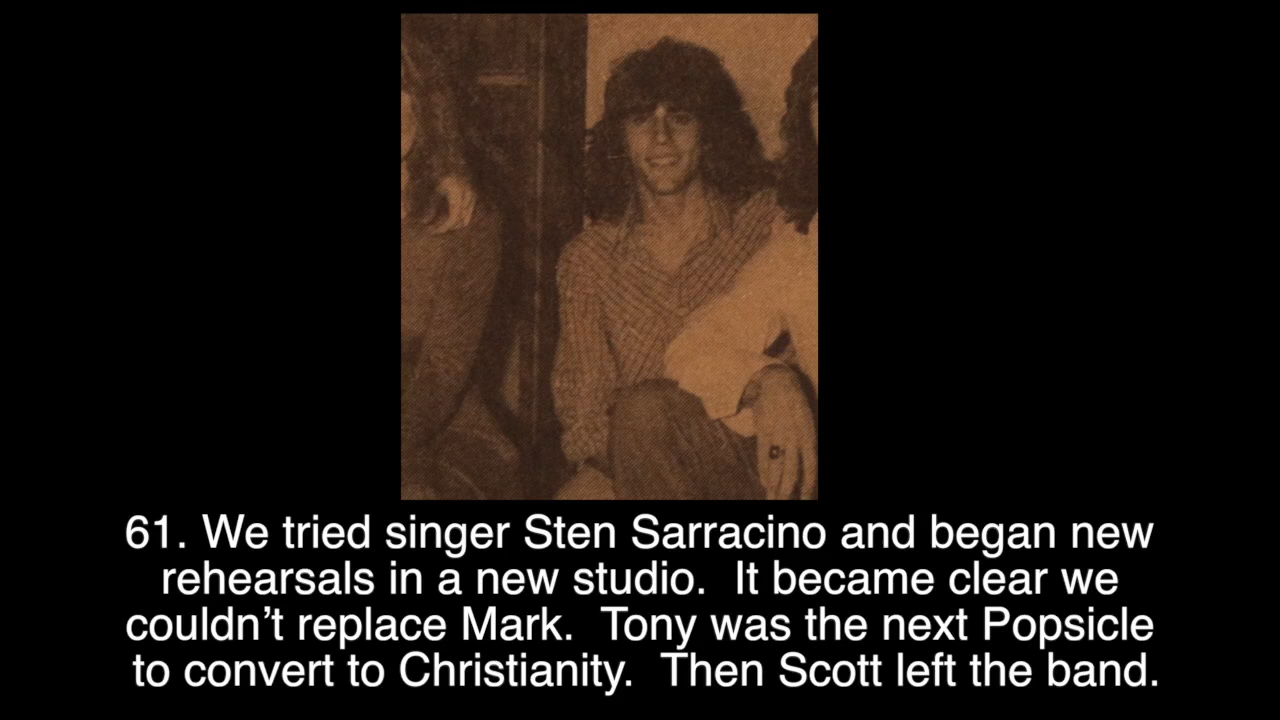 61. We tried singer Sten Sarracino and began new
rehearsals in a new studio.  It became clear we
couldn’t replace Mark.  Tony was the next Popsicle
to convert to Christianity.  Then Scott left the band.